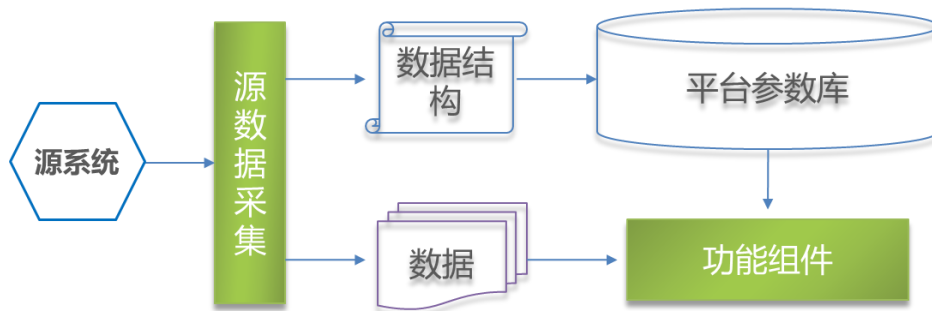 源系统
源数据采集
数据结
构
平台参数库
数据
功能组件